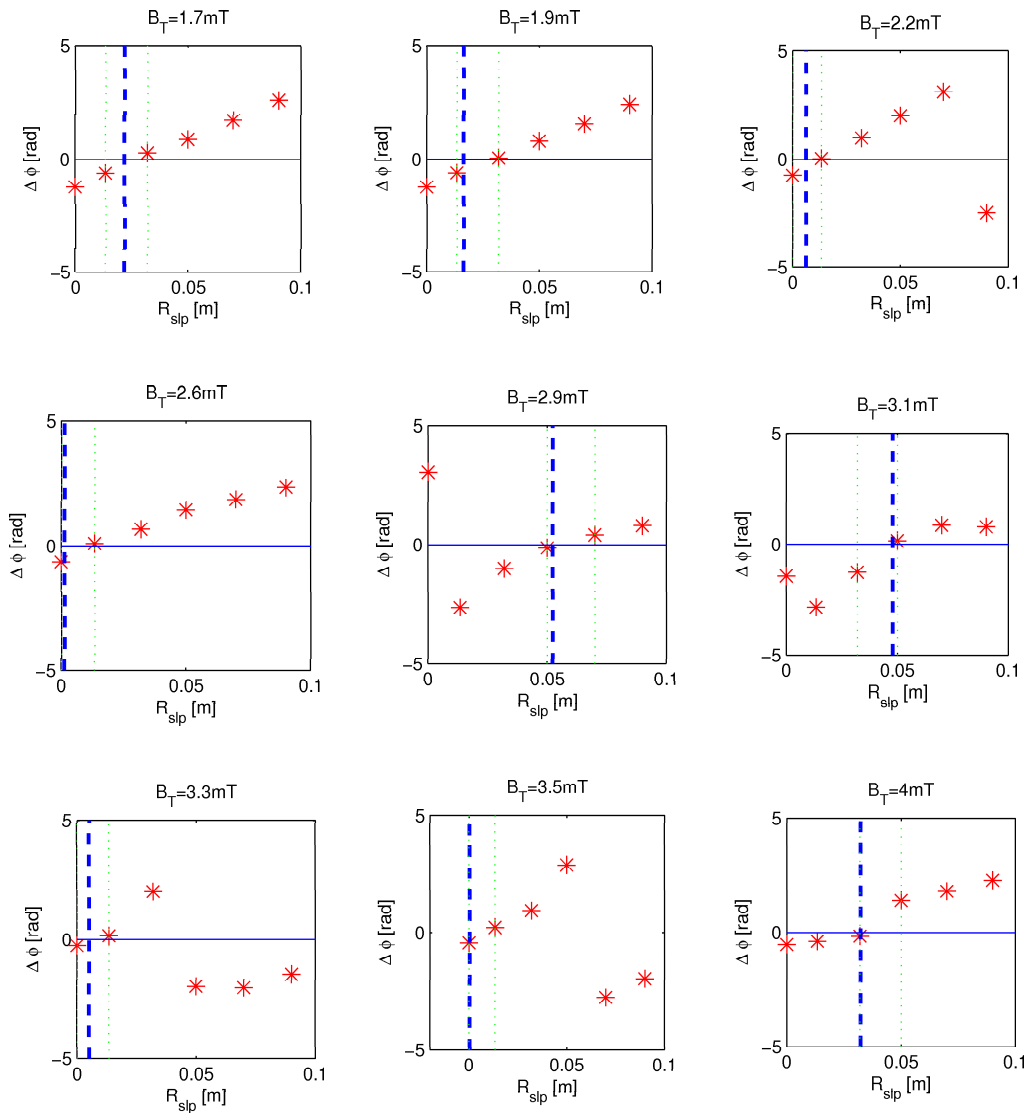 B_T=1.7mT
5
0
−5
Δ ϕ [rad]
0
0.05
0.1
R_slp [m]
B_T=1.9mT
5
0
−5
Δ ϕ [rad]
0
0.05
0.1
R_slp [m]
B_T=2.2mT
5
0
−5
Δ ϕ [rad]
0
0.05
0.1
R_slp [m]
B_T=2.6mT
5
0
−5
Δ ϕ [rad]
0
0.05
0.1
R_slp [m]
B_T=2.9mT
5
0
−5
Δ ϕ [rad]
0
0.05
0.1
R_slp [m]
B_T=3.1mT
5
0
−5
Δ ϕ [rad]
0
0.05
0.1
R_slp [m]
B_T=3.3mT
5
0
−5
Δ ϕ [rad]
0
0.05
0.1
R_slp [m]
B_T=3.5mT
5
0
−5
Δ ϕ [rad]
0
0.05
0.1
R_slp [m]
B_T=4mT
5
0
−5
Δ ϕ [rad]
0
0.05
0.1
R_slp [m]